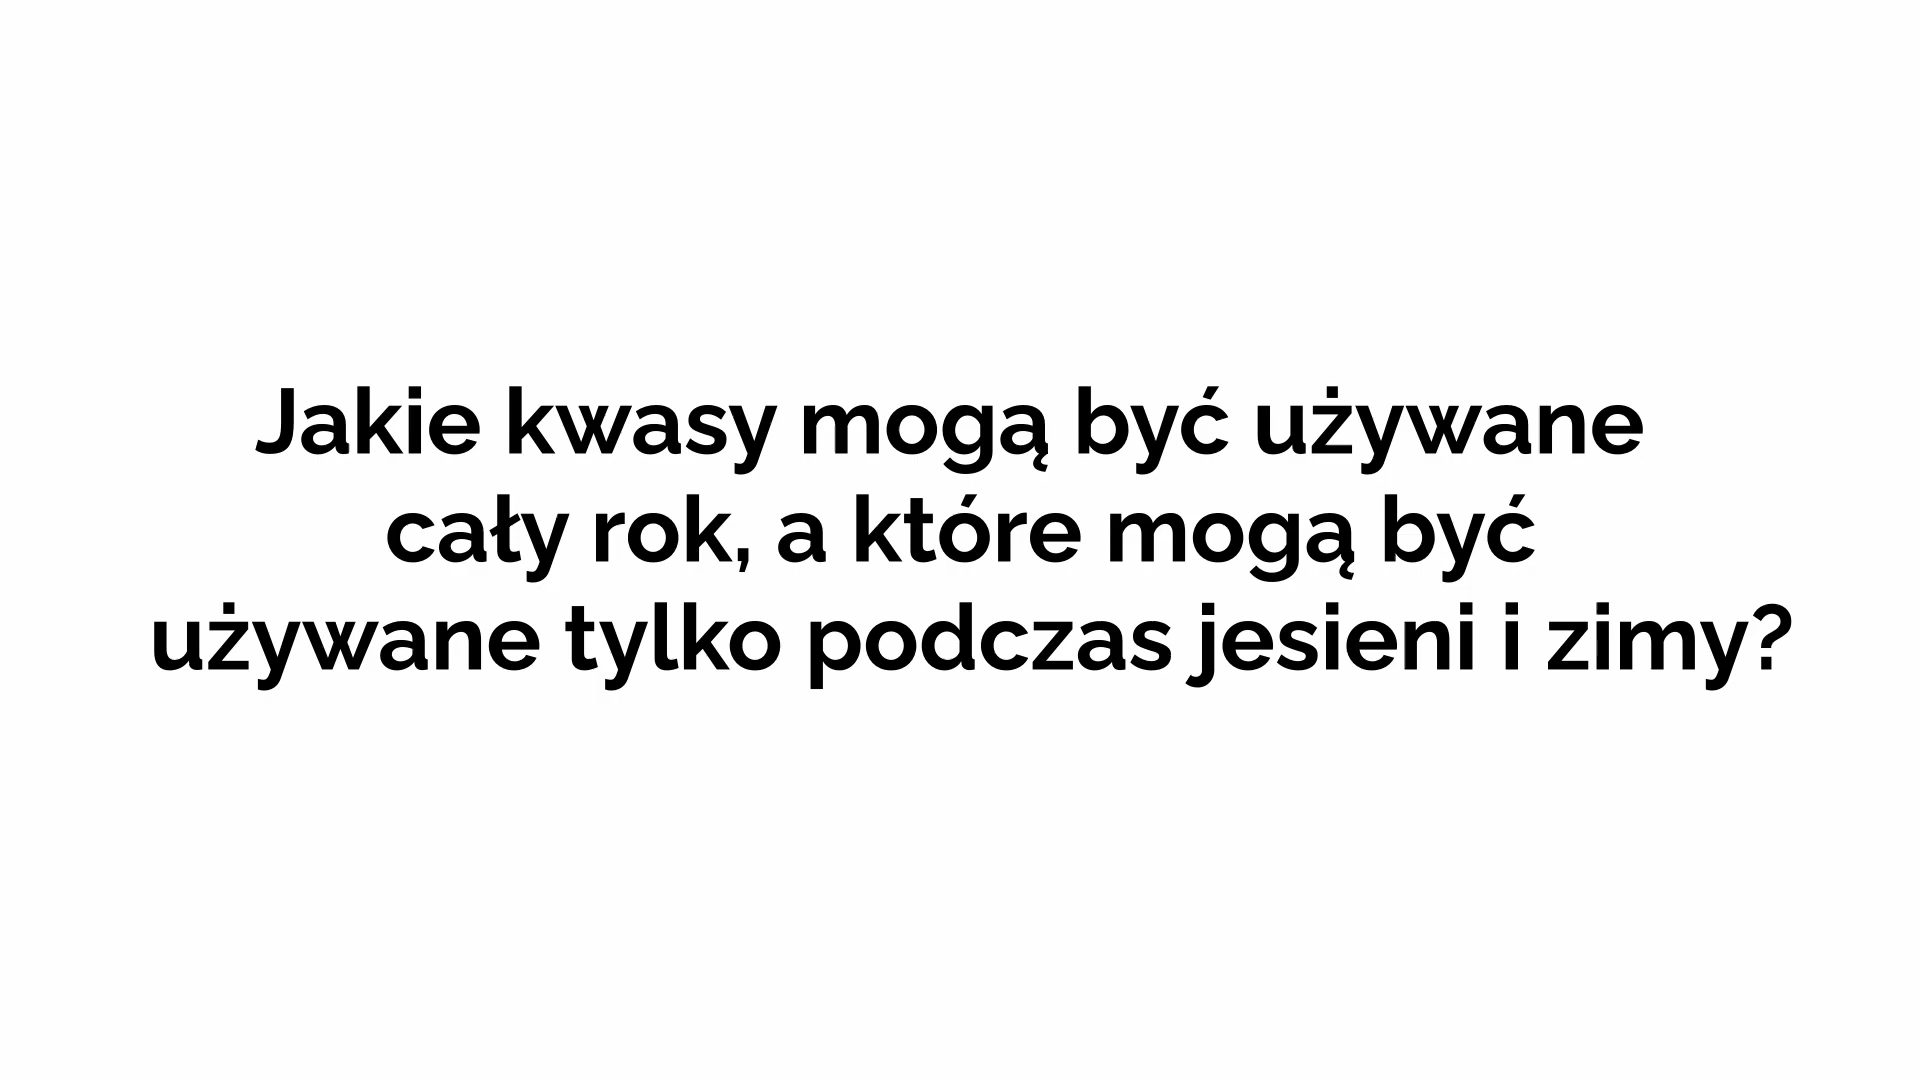 Jakie kwasy mogą być używane
cały rok, a które mogą być
używane tylko podczas jesieni i zimy?